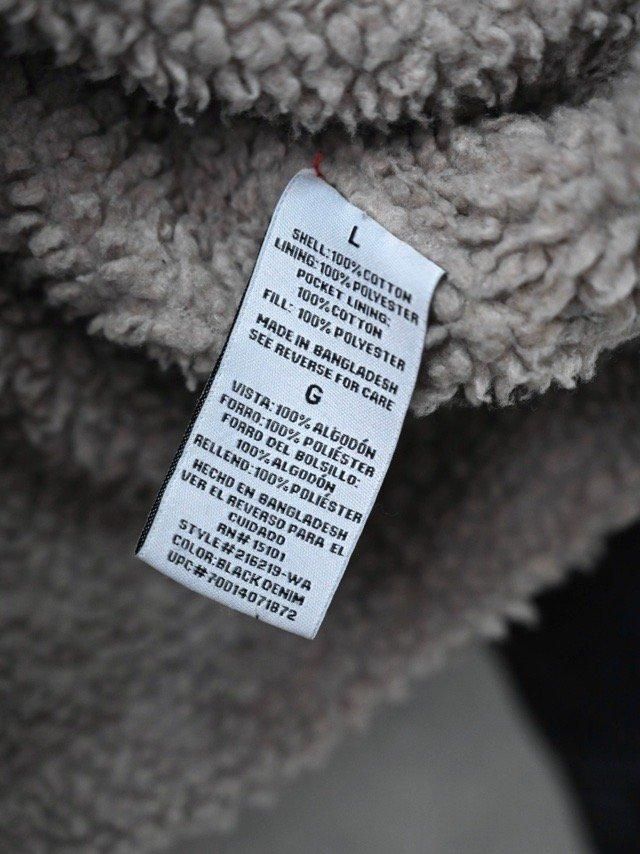 L
SHELL: 100% COTTON
LINING: 100% POLYESTER
POCKET LINING:
100% COTTON
FILL: 100% POLYESTER
MADE IN BANGLADESH
SEE REVERSE FOR CARE
G
VISTA: 100% ALGODÓN
FORRO: 100% POLIÉSTER
FORRO DEL BOLSILLO:
100% ALGODÓN
RELLENO: 100% POLIÉSTER
HECHO EN BANGLADESH
VER EL REVERSO PARA EL
CUIDADO
RN# 15101
STYLE# 216219-WA
COLOR: BLACK DENIM
UPC# 70014071872